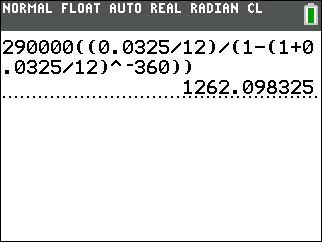 NORMAL FLOAT AUTO REAL RADIAN CL
290000((0.0325/12)/(1-(1+0
.0325/12)^-360))
1262.098325